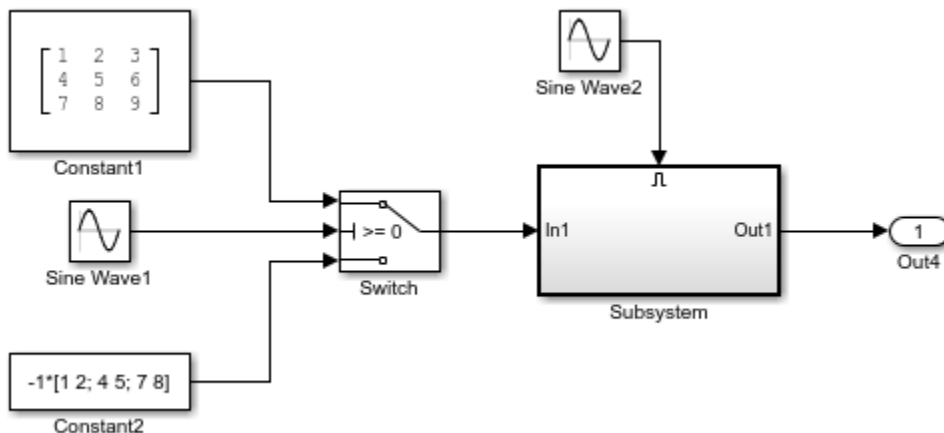 1 2 3
4 5 6
7 8 9
Constant1
Sine Wave2
Sine Wave1
>= 0
Switch
In1
Out1
Subsystem
1
Out4
-1*[1 2; 4 5; 7 8]
Constant2